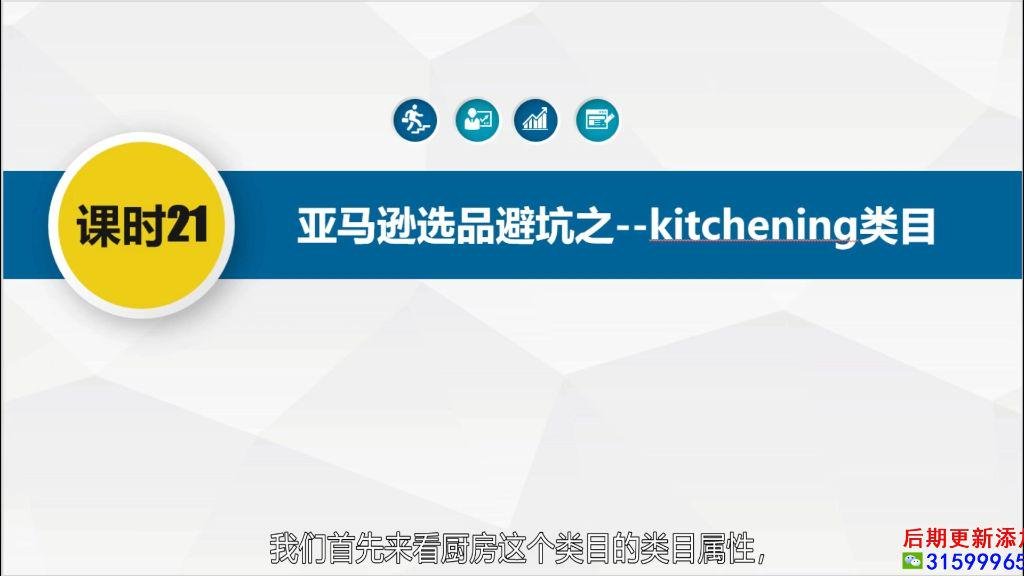 课时21
亚马逊选品避坑之--kitchening类目
我们首先来看厨房这个类目的类目属性，
后期更新添加
31599965